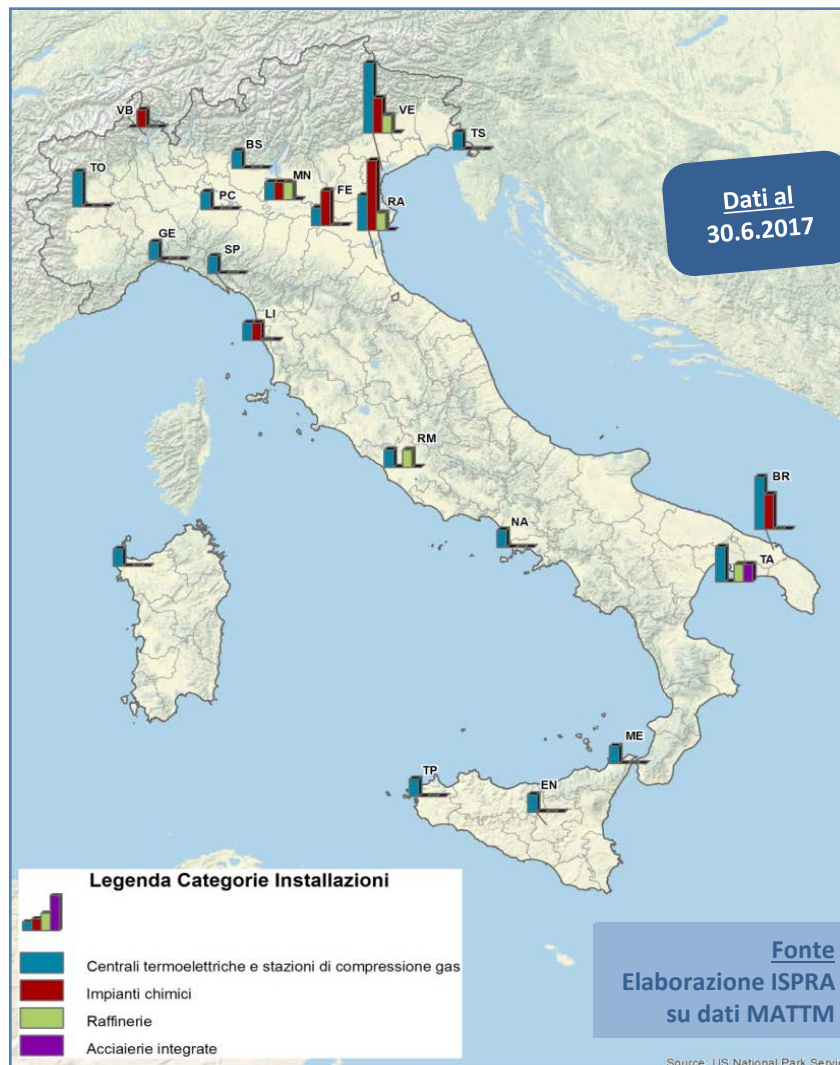 VB
VE
TS
BS
TO
MN
PC
FE
RA
Dati al
30.6.2017
GE
SP
LI
RM
BR
NA
TA
ME
TP
EN
Legenda Categorie Installazioni
Centrali termoelettriche e stazioni di compressione gas
Impianti chimici
Raffinerie
Acciaierie integrate
Fonte
Elaborazione ISPRA
su dati MATTM
Source: US National Park Servi